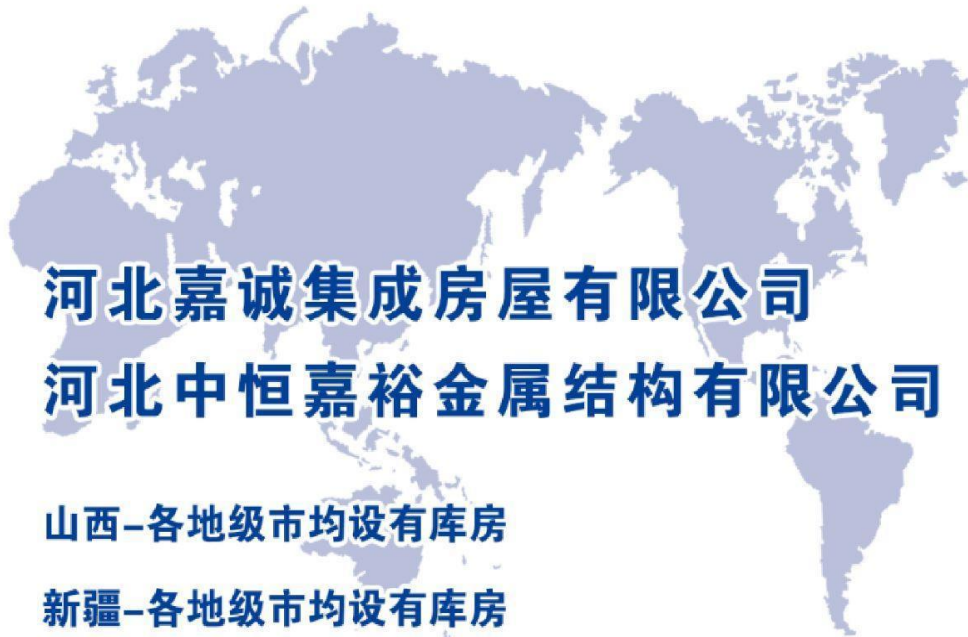 河北嘉诚集成房屋有限公司
河北中恒嘉裕金属结构有限公司
山西-各地级市均设有库房
新疆-各地级市均设有库房